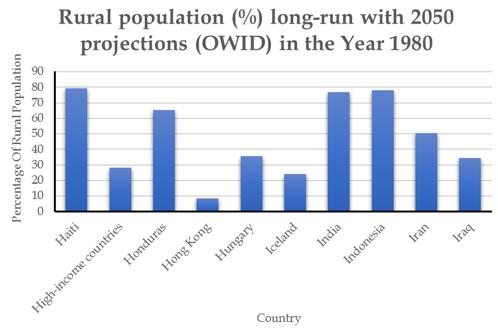 Rural population (%) long-run with 2050
projections (OWID) in the Year 1980
Percentage Of Rural Population
90
80
70
60
50
40
30
20
10
0
Haiti
High-income countries
Honduras
Hong Kong
Hungary
Iceland
India
Indonesia
Iran
Iraq
Country